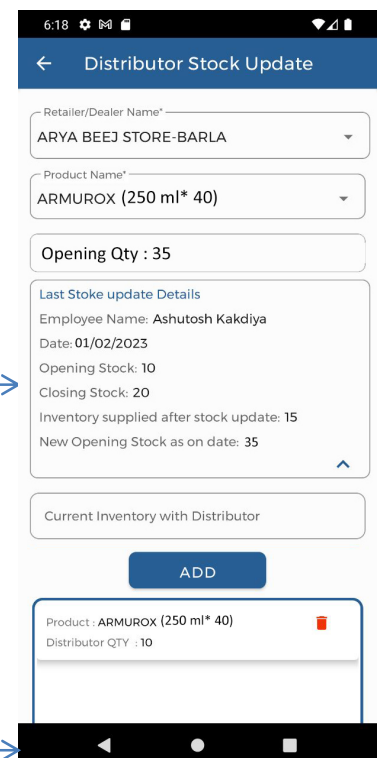 6:18
Distributor Stock Update
Retailer/Dealer Name*
ARYA BEEJ STORE-BARLA
Product Name*
ARMUROX (250 ml* 40)
Opening Qty : 35
Last Stoke update Details
Employee Name: Ashutosh Kakdiya
Date: 01/02/2023
Opening Stock: 10
Closing Stock: 20
Inventory supplied after stock update: 15
New Opening Stock as on date: 35
Current Inventory with Distributor
ADD
Product : ARMUROX (250 ml* 40)
Distributor QTY : 10